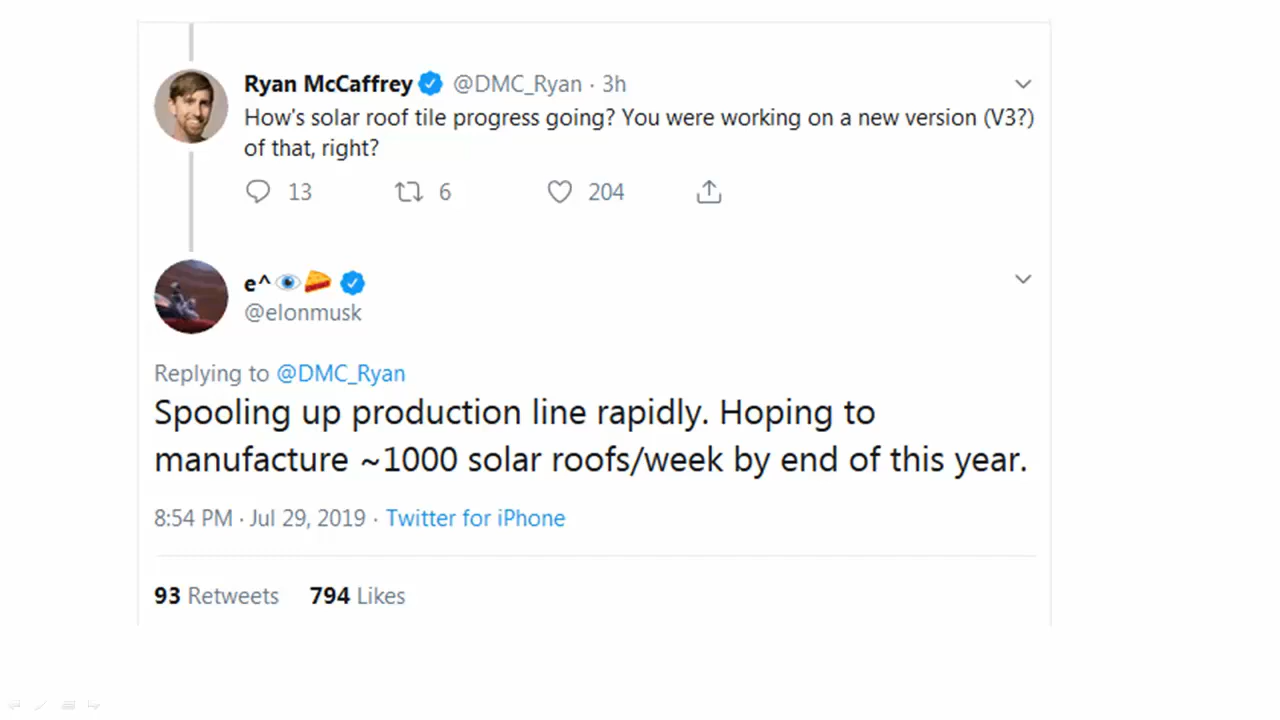 Ryan McCaffrey @DMC_Ryan · 3h
How's solar roof tile progress going? You were working on a new version (V3?)
of that, right?
13 6 204
e^👁️🧀
@elonmusk
Replying to @DMC_Ryan
Spooling up production line rapidly. Hoping to
manufacture ~1000 solar roofs/week by end of this year.
8:54 PM · Jul 29, 2019 · Twitter for iPhone
93 Retweets 794 Likes